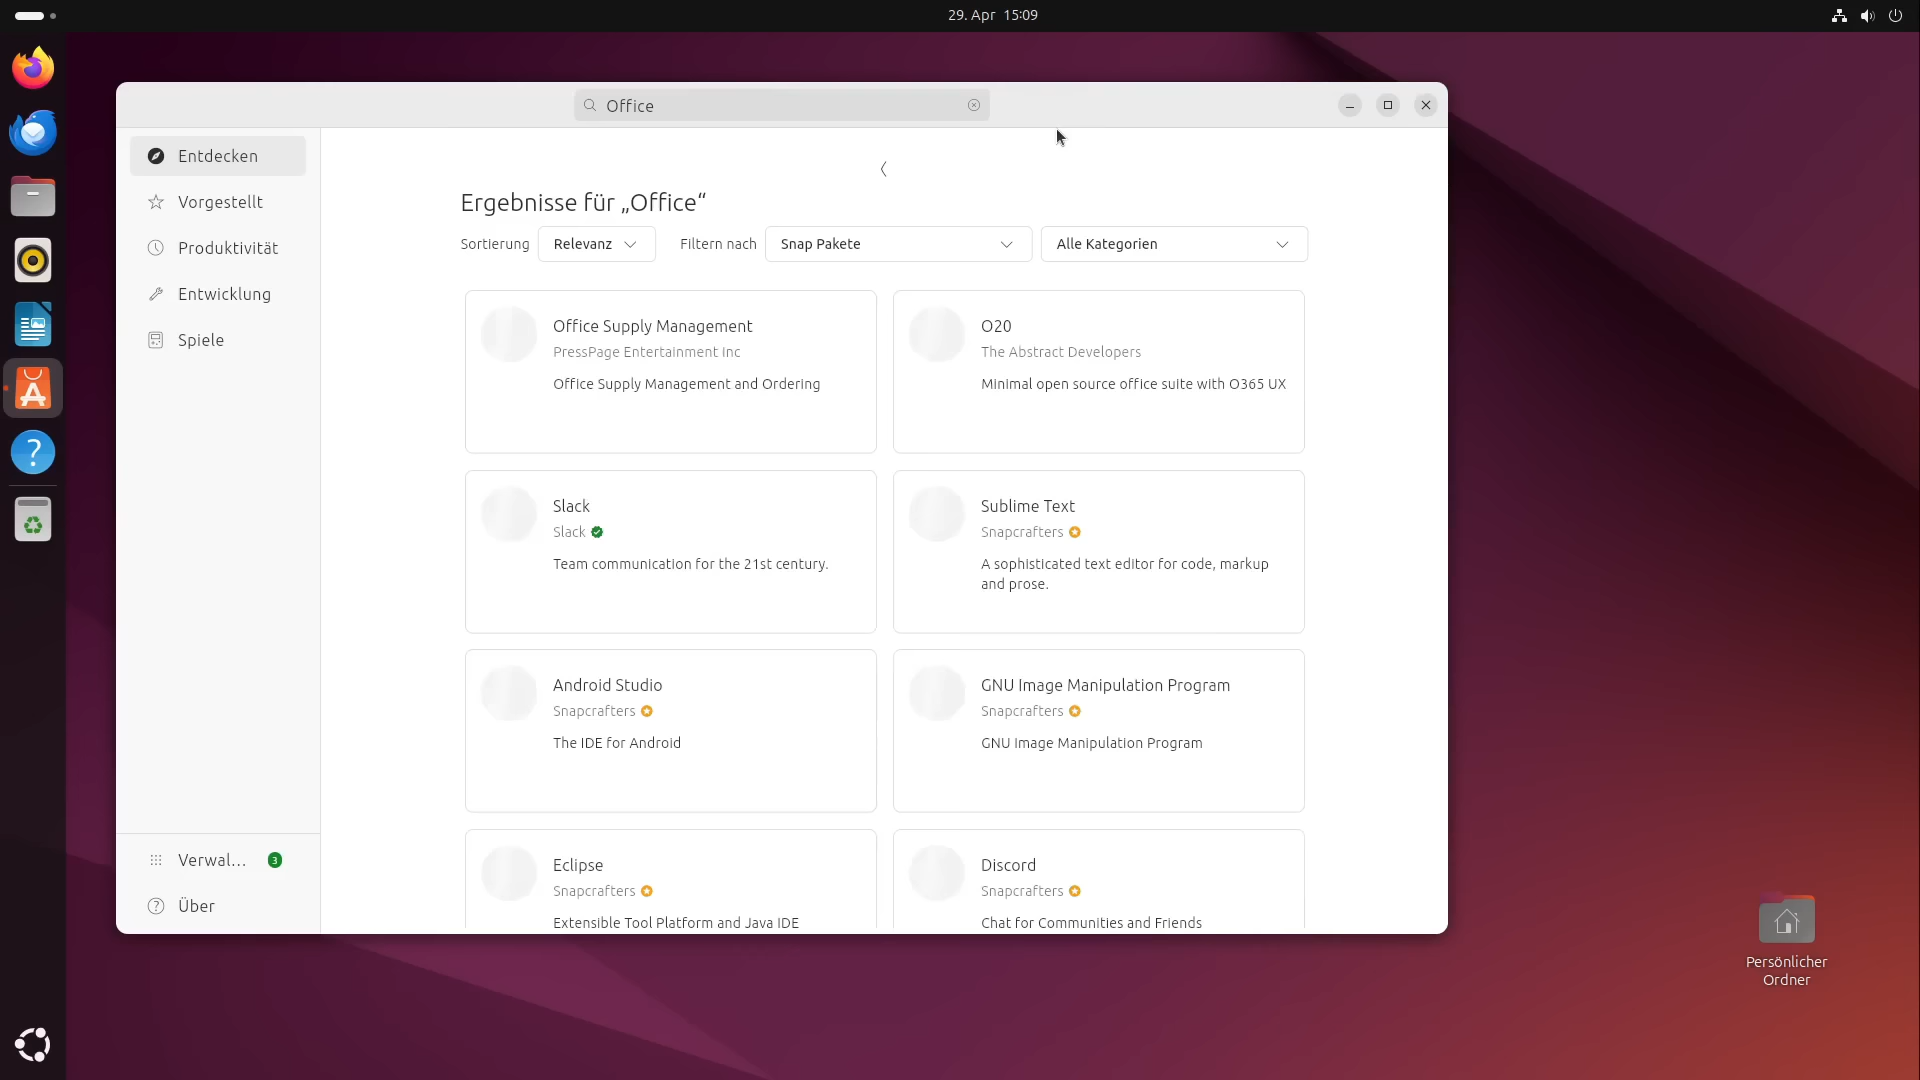 29. Apr 15:09
Office
Entdecken
Vorgestellt
Produktivität
Entwicklung
Spiele
Verwal... 3
Über
Ergebnisse für „Office“
Sortierung Relevanz Filtern nach Snap Pakete Alle Kategorien
Office Supply Management
PressPage Entertainment Inc
Office Supply Management and Ordering
O20
The Abstract Developers
Minimal open source office suite with O365 UX
Slack
Slack
Team communication for the 21st century.
Sublime Text
Snapcrafters
A sophisticated text editor for code, markup
and prose.
Android Studio
Snapcrafters
The IDE for Android
GNU Image Manipulation Program
Snapcrafters
GNU Image Manipulation Program
Eclipse
Snapcrafters
Extensible Tool Platform and Java IDE
Discord
Snapcrafters
Chat for Communities and Friends
Persönlicher
Ordner